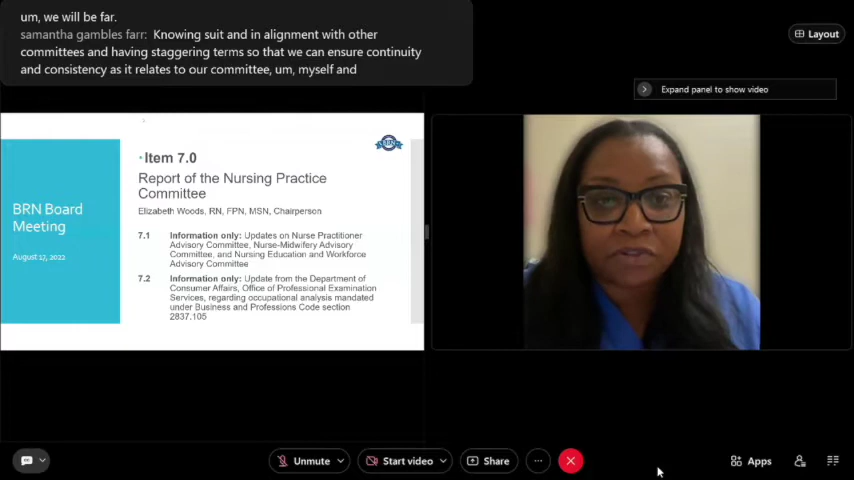 um, we will be far.
samantha gambles farr: Knowing suit and in alignment with other
committees and having staggering terms so that we can ensure continuity
and consistency as it relates to our committee, um, myself and
Layout
Expand panel to show video
BRN
•Item 7.0
Report of the Nursing Practice
Committee
Elizabeth Woods, RN, FPN, MSN, Chairperson
BRN Board
Meeting
August 17, 2022
7.1 Information only: Updates on Nurse Practitioner
Advisory Committee, Nurse-Midwifery Advisory
Committee, and Nursing Education and Workforce
Advisory Committee
7.2 Information only: Update from the Department of
Consumer Affairs, Office of Professional Examination
Services, regarding occupational analysis mandated
under Business and Professions Code section
2837.105
Unmute
Start video
Share
Apps